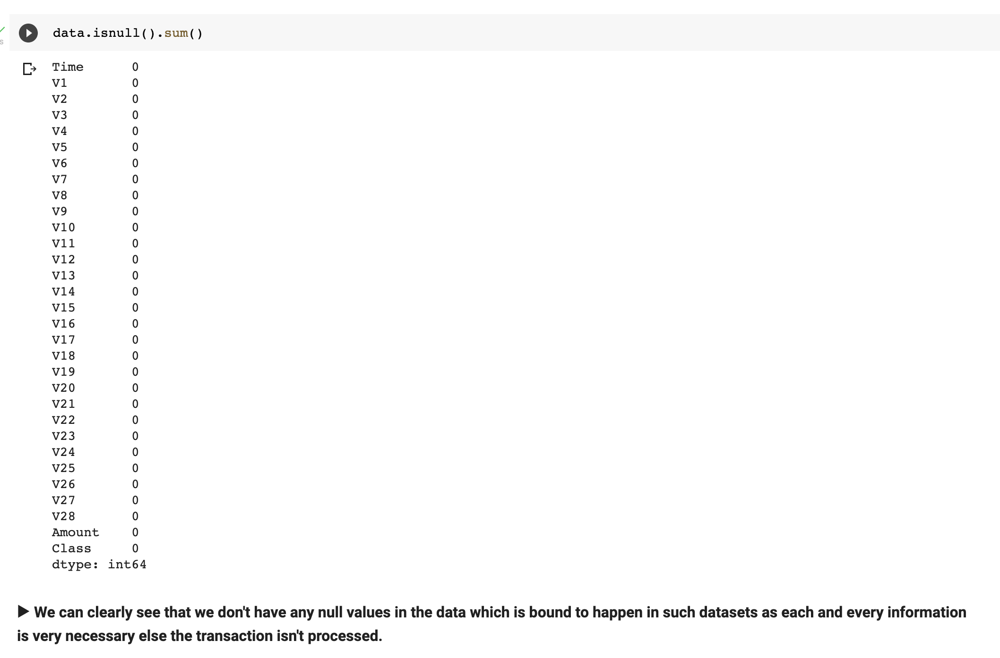 data.isnull().sum()
s
Time 0
V1 0
V2 0
V3 0
V4 0
V5 0
V6 0
V7 0
V8 0
V9 0
V10 0
V11 0
V12 0
V13 0
V14 0
V15 0
V16 0
V17 0
V18 0
V19 0
V20 0
V21 0
V22 0
V23 0
V24 0
V25 0
V26 0
V27 0
V28 0
Amount 0
Class 0
dtype: int64
▶ We can clearly see that we don't have any null values in the data which is bound to happen in such datasets as each and every information
is very necessary else the transaction isn't processed.